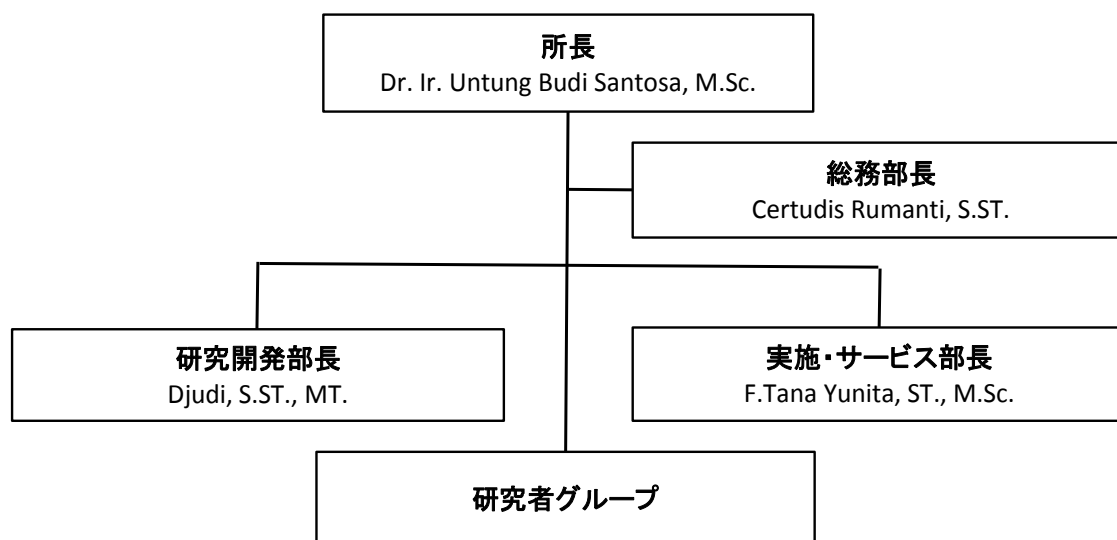 所長
Dr. Ir. Untung Budi Santosa, M.Sc.
総務部長
Certudis Rumanti, S.ST.
研究開発部長
Djudi, S.ST., MT.
実施・サービス部長
F.Tana Yunita, ST., M.Sc.
研究者グループ